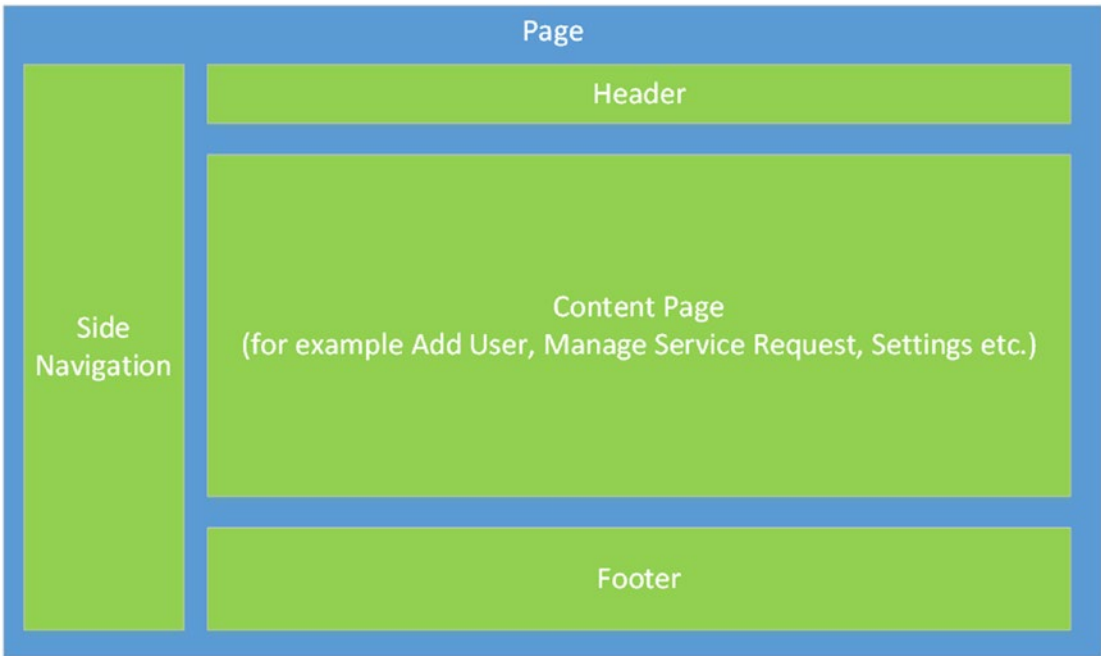 Page
Header
Side
Navigation
Content Page
(for example Add User, Manage Service Request, Settings etc.)
Footer